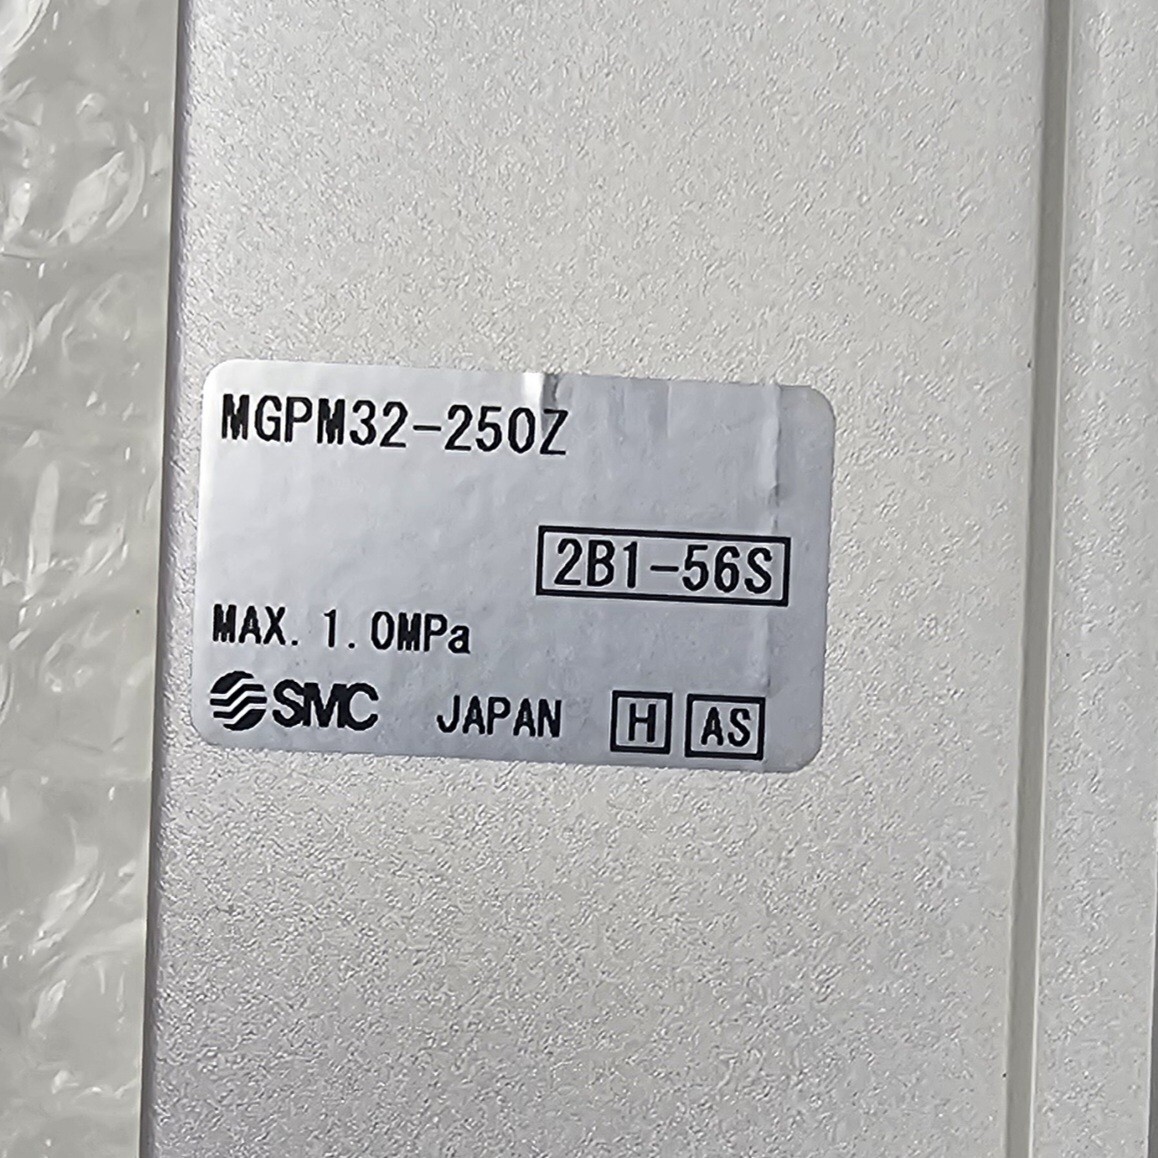 MGPM32-250Z
2B1-56S
MAX. 1.0MPa
SMC JAPAN H AS